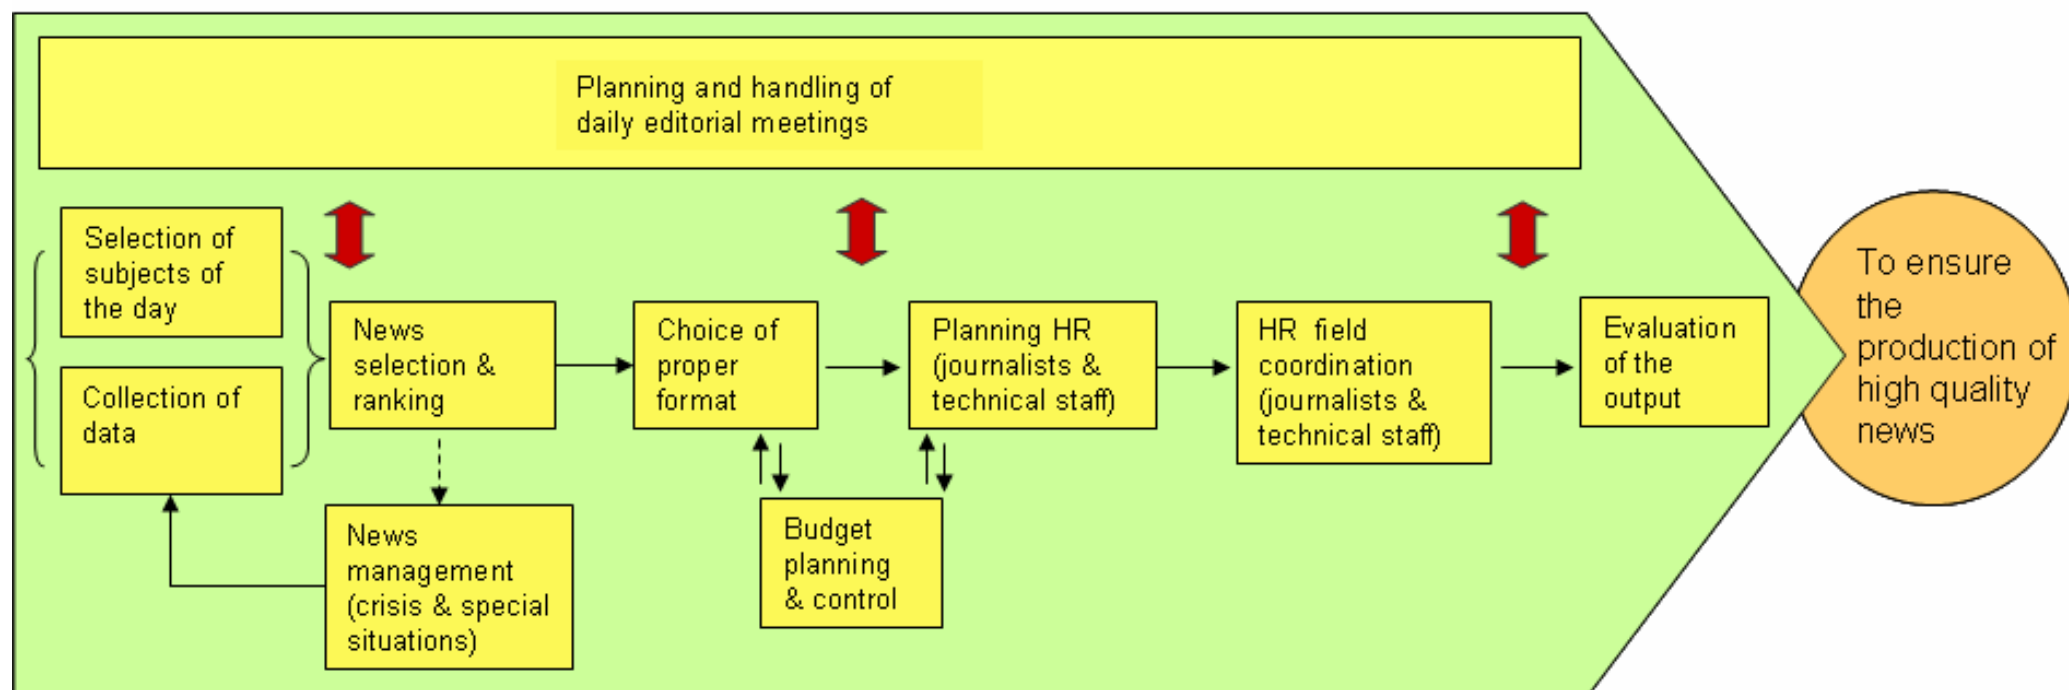 Planning and handling of
daily editorial meetings
Selection of
subjects of
the day
Collection of
data
News
selection &
ranking
News
management
(crisis & special
situations)
Choice of
proper
format
Budget
planning
& control
Planning HR
(journalists &
technical staff)
HR field
coordination
(journalists &
technical staff)
Evaluation
of the
output
To ensure
the
production of
high quality
news